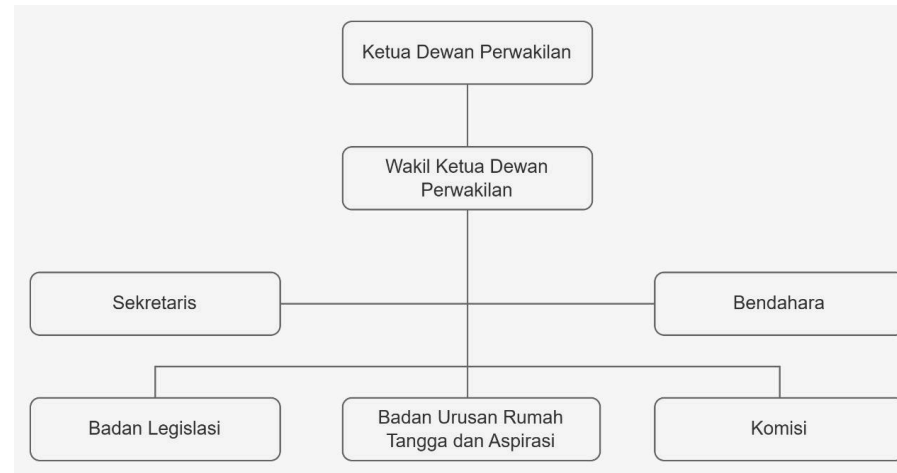 Ketua Dewan Perwakilan
Wakil Ketua Dewan
Perwakilan
Sekretaris
Bendahara
Badan Legislasi
Badan Urusan Rumah
Tangga dan Aspirasi
Komisi